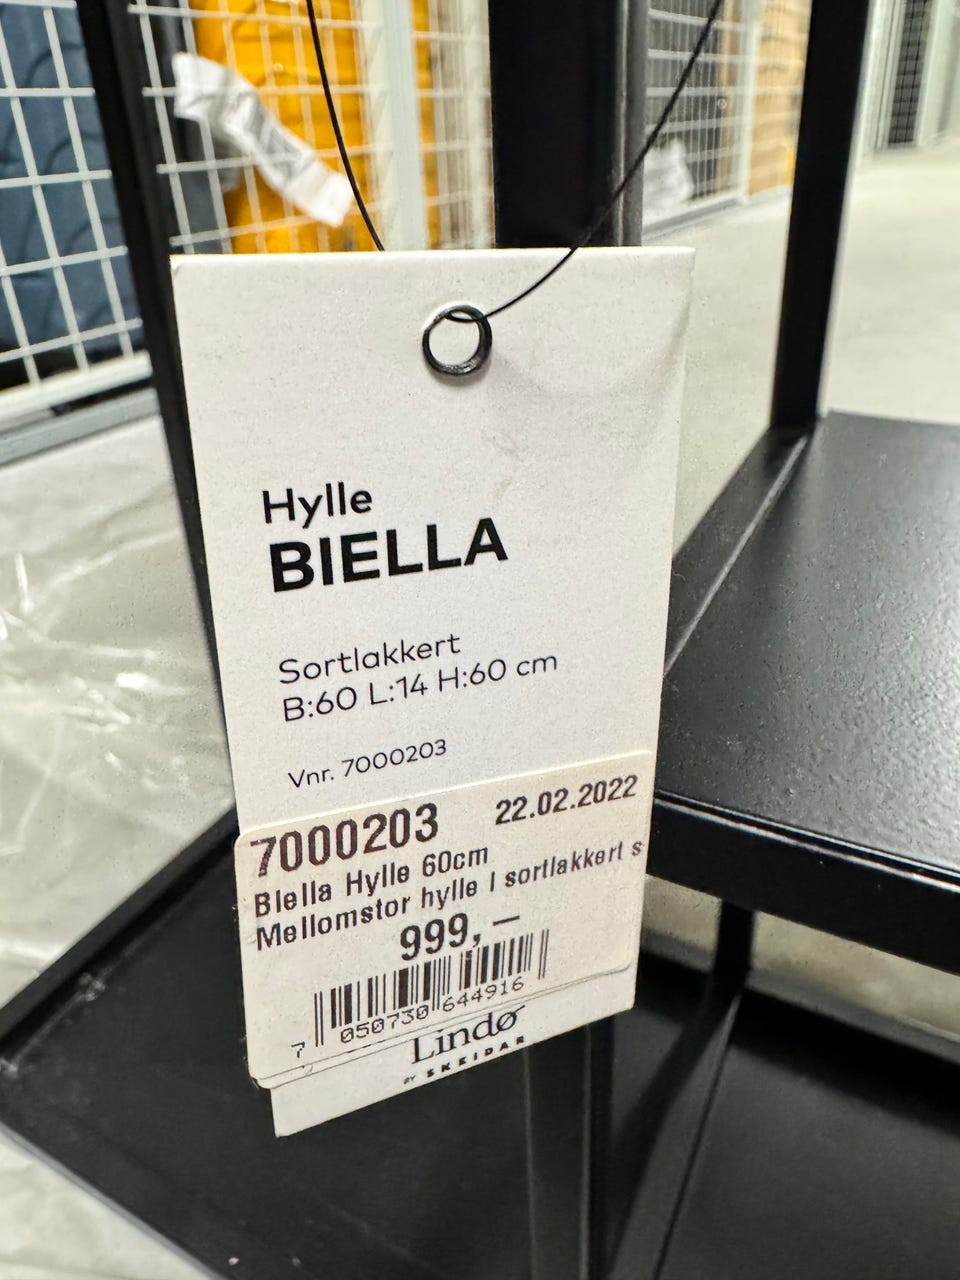 Hylle
BIELLA
Sortlakkert
B:60 L:14 H:60 cm
Vnr. 7000203
7000203 22.02.2022
Biella Hylle 60cm
Mellomstor hylle i sortlakkert s
999,-
7 050730 644916
Lindø
BY SKEIDAR